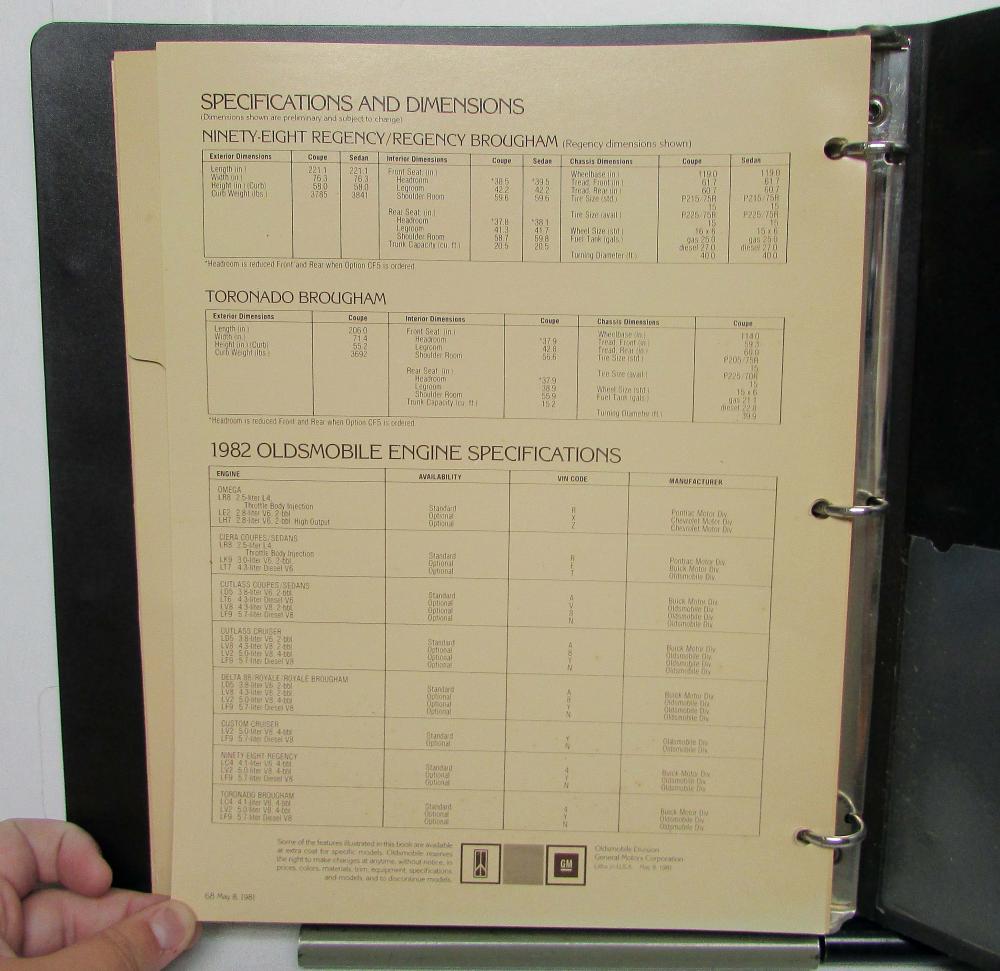 SPECIFICATIONS AND DIMENSIONS
(Dimensions shown are preliminary and subject to change)
NINETY-EIGHT REGENCY/REGENCY BROUGHAM (Regency dimensions shown)
Exterior Dimensions Coupe Sedan
Length (in.) 221.1 221.1
Width (in.) 76.3 76.3
Height (in.) (Curb) 58.0 58.0
Curb Weight (lbs.) 3785 3841
Interior Dimensions Coupe Sedan
Front Seat: (in.)
Headroom *38.5 *39.5
Legroom 42.2 42.2
Shoulder Room 59.6 59.6
Rear Seat: (in.)
Headroom *37.8 *38.1
Legroom 41.3 41.7
Shoulder Room 58.7 59.8
Trunk Capacity (cu. ft.) 20.5 20.5
Chassis Dimensions Coupe Sedan
Wheelbase (in.) 119.0 119.0
Tread, Front (in.) 61.7 61.7
Tread, Rear (in.) 60.7 60.7
Tire Size (std.) P215/75R P215/75R
15 15
Tire Size (avail.) P225/75R P225/75R
15 15
Wheel Size (std.) 15 x 6 15 x 6
Fuel Tank (gals.) gas 25.0 gas 25.0
diesel 27.0 diesel 27.0
Turning Diameter (ft.) 40.0 40.0
*Headroom is reduced Front and Rear when Option CF5 is ordered.
TORONADO BROUGHAM
Exterior Dimensions Coupe
Length (in.) 206.0
Width (in.) 71.4
Height (in.) (Curb) 55.2
Curb Weight (lbs.) 3692
Interior Dimensions Coupe
Front Seat: (in.)
Headroom *37.9
Legroom 42.8
Shoulder Room 56.6
Rear Seat: (in.)
Headroom *37.9
Legroom 38.9
Shoulder Room 55.9
Trunk Capacity (cu. ft.) 15.2
Chassis Dimensions Coupe
Wheelbase (in.) 114.0
Tread, Front (in.) 59.3
Tread, Rear (in.) 60.0
Tire Size (std.) P205/75R
15
Tire Size (avail.) P225/70R
15
Wheel Size (std.) 15 x 6
Fuel Tank (gals.) gas 21.1
diesel 22.8
Turning Diameter (ft.) 39.9
*Headroom is reduced Front and Rear when Option CF5 is ordered.
1982 OLDSMOBILE ENGINE SPECIFICATIONS
ENGINE AVAILABILITY VIN CODE MANUFACTURER
OMEGA
LR8 2.5-liter L4,
Throttle Body Injection Standard R Pontiac Motor Div.
LE2 2.8-liter V6, 2-bbl. Optional X Chevrolet Motor Div.
LH7 2.8-liter V6, 2-bbl. High Output Optional Z Chevrolet Motor Div.
CIERA COUPES/SEDANS
LR8 2.5-liter L4,
Throttle Body Injection Standard R Pontiac Motor Div.
LK9 3.0-liter V6, 2-bbl. Optional E Buick Motor Div.
LT7 4.3-liter Diesel V6 Optional T Oldsmobile Div.
CUTLASS COUPES/SEDANS
LD5 3.8-liter V6, 2-bbl. Standard A Buick Motor Div.
LT6 4.3-liter Diesel V6 Optional V Oldsmobile Div.
LV8 4.3-liter V8, 2-bbl. Optional 8 Oldsmobile Div.
LF9 5.7-liter Diesel V8 Optional N Oldsmobile Div.
CUTLASS CRUISER
LD5 3.8-liter V6, 2-bbl. Standard A Buick Motor Div.
LV8 4.3-liter V8, 2-bbl. Optional 8 Oldsmobile Div.
LV2 5.0-liter V8, 4-bbl. Optional Y Oldsmobile Div.
LF9 5.7-liter Diesel V8 Optional N Oldsmobile Div.
DELTA 88/ROYALE/ROYALE BROUGHAM
LD5 3.8-liter V6, 2-bbl. Standard A Buick Motor Div.
LV8 4.3-liter V8, 2-bbl. Optional 8 Oldsmobile Div.
LV2 5.0-liter V8, 4-bbl. Optional Y Oldsmobile Div.
LF9 5.7-liter Diesel V8 Optional N Oldsmobile Div.
CUSTOM CRUISER
LV2 5.0-liter V8, 4-bbl. Standard Y Oldsmobile Div.
LF9 5.7-liter Diesel V8 Optional N Oldsmobile Div.
NINETY EIGHT REGENCY
LC4 4.1-liter V6, 4-bbl. Standard 4 Buick Motor Div.
LV2 5.0-liter V8, 4-bbl. Optional Y Oldsmobile Div.
LF9 5.7-liter Diesel V8 Optional N Oldsmobile Div.
TORONADO BROUGHAM
LC4 4.1-liter V6, 4-bbl. Standard 4 Buick Motor Div.
LV2 5.0-liter V8, 4-bbl. Optional Y Oldsmobile Div.
LF9 5.7-liter Diesel V8 Optional N Oldsmobile Div.
Some of the features illustrated in this book are available
at extra cost for specific models. Oldsmobile reserves
the right to make changes at anytime, without notice, in
prices, colors, materials, trim, equipment, specifications
and models, and to discontinue models.
GM
Oldsmobile Division
General Motors Corporation
Litho in U.S.A. May 8, 1981
68 May 8, 1981